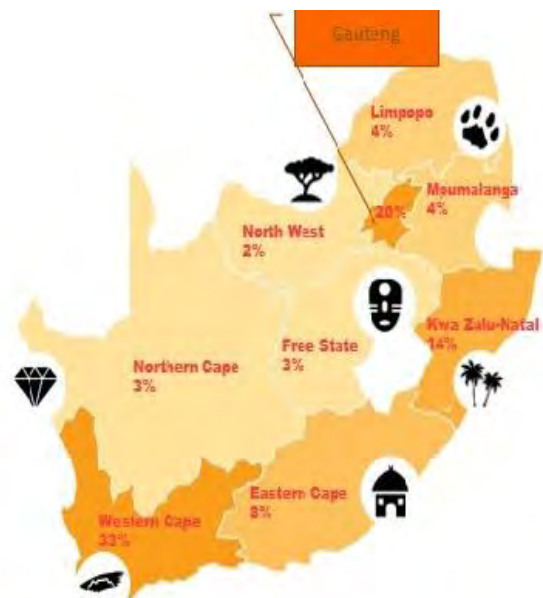 Gauteng
Limpopo
4%
Moumalanga
4%
20%
North West
2%
Kwa Zalu-Natal
14%
Free State
3%
Northern Cape
3%
Eastern Cape
8%
Western Cape
33%